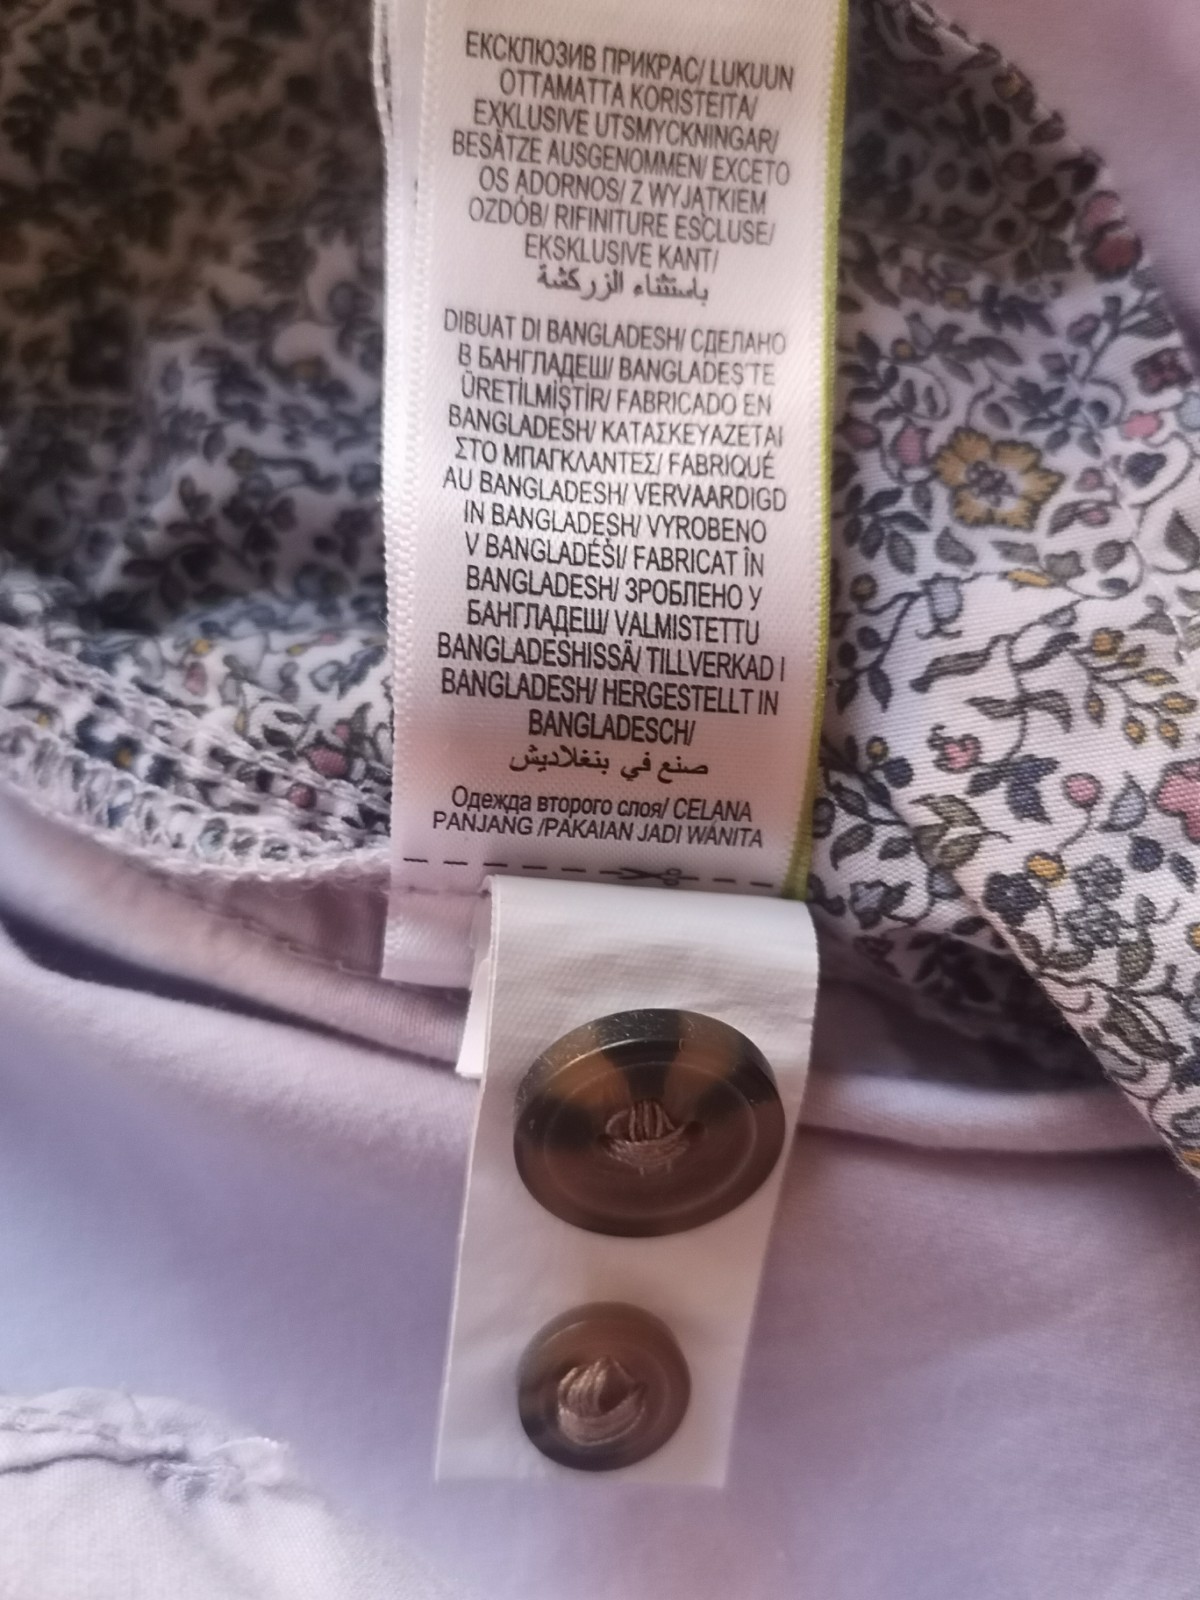 ЕКСКЛЮЗИВ ПРИКРАС/ LUKUUN
OTTAMATTA KORISTEITA/
EXKLUSIVE UTSMYCKNINGAR/
BESÄTZE AUSGENOMMEN/ EXCETO
OS ADORNOS/ Z WYJĄTKIEM
OZDÓB/ RIFINITURE ESCLUSE/
EKSKLUSIVE KANT/
باستثناء الزركشة
DIBUAT DI BANGLADESH/ СДЕЛАНО
В БАНГЛАДЕШ/ BANGLADEŞ'TE
ÜRETİLMİŞTİR/ FABRICADO EN
BANGLADESH/ ΚΑΤΑΣΚΕΥΑΖΕΤΑΙ
ΣΤΟ ΜΠΑΓΚΛΑΝΤΕΣ/ FABRIQUÉ
AU BANGLADESH/ VERVAARDIGD
IN BANGLADESH/ VYROBENO
V BANGLADÉŠI/ FABRICAT ÎN
BANGLADESH/ ЗРОБЛЕНО У
БАНГЛАДЕШ/ VALMISTETTU
BANGLADESHISSÄ/ TILLVERKAD I
BANGLADESH/ HERGESTELLT IN
BANGLADESCH/
صنع في بنغلاديش
Одежда второго слоя/ CELANA
PANJANG /PAKAIAN JADI WANITA